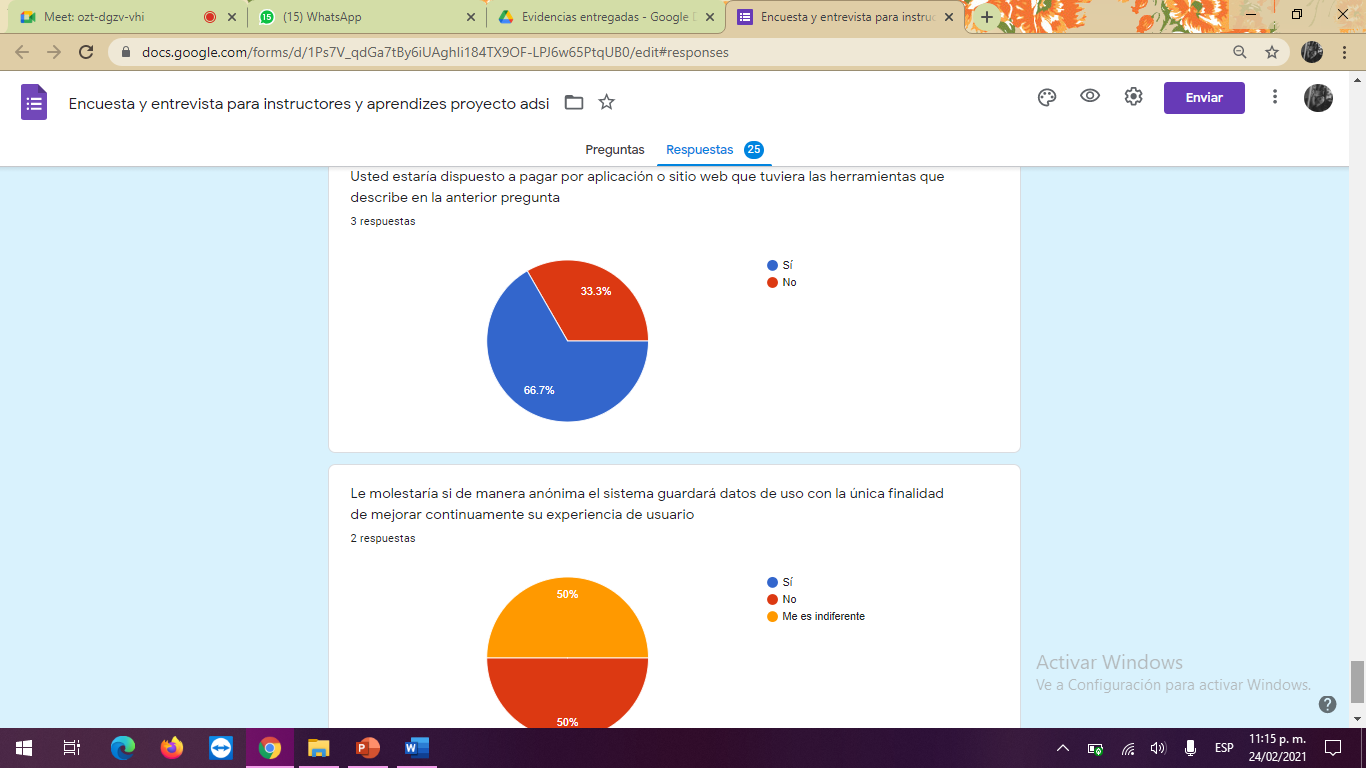 Meet: ozt-dgzv-vhi
(15) WhatsApp
Evidencias entregadas - Google D
Encuesta y entrevista para instruc
docs.google.com/forms/d/1Ps7V_qdGa7tBy6iUAghIi184TX9OF-LPJ6w65PtqUB0/edit#responses
Encuesta y entrevista para instructores y aprendizes proyecto adsi
Enviar
Preguntas
Respuestas 25
Usted estaría dispuesto a pagar por aplicación o sitio web que tuviera las herramientas que
describe en la anterior pregunta
3 respuestas
Sí
No
33.3%
66.7%
Le molestaría si de manera anónima el sistema guardará datos de uso con la única finalidad
de mejorar continuamente su experiencia de usuario
2 respuestas
Sí
No
Me es indiferente
50%
50%
Activar Windows
Ve a Configuración para activar Windows.
ESP
11:15 p. m.
24/02/2021